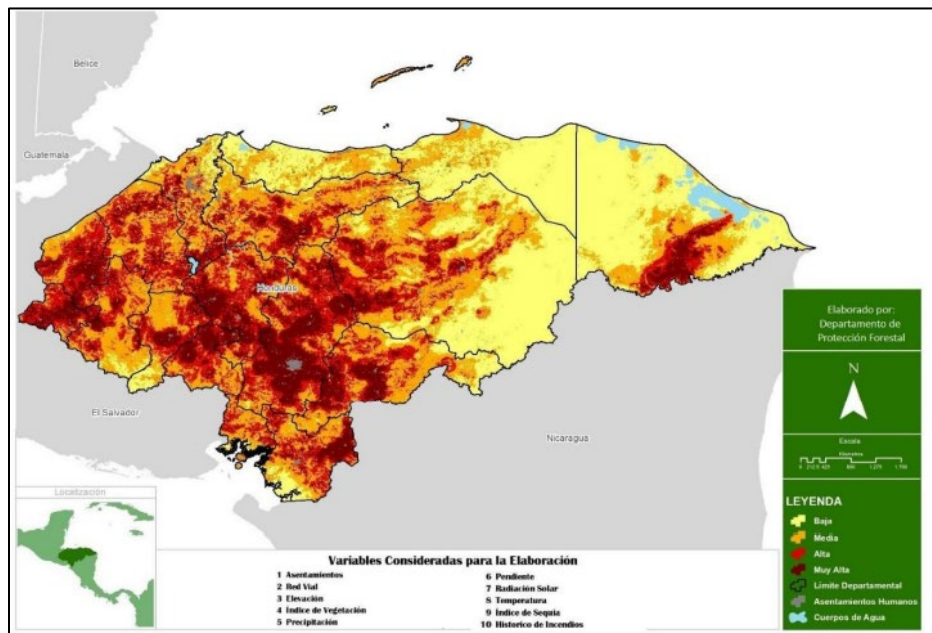 Belice
Guatemala
Honduras
El Salvador
Nicaragua
Elaborado por:
Departamento de
Protección Forestal
N
Escala
Kilometros
LEYENDA
Baja
Media
Alta
Muy Alta
Limite Departamental
Asentamientos Humanos
Cuerpos de Agua
Localización
Variables Consideradas para la Elaboración
1 Asentamientos
2 Red Vial
3 Elevación
4 Índice de Vegetación
5 Precipitación
6 Pendiente
7 Radiación Solar
8 Temperatura
9 Índice de Sequia
10 Historico de Incendios